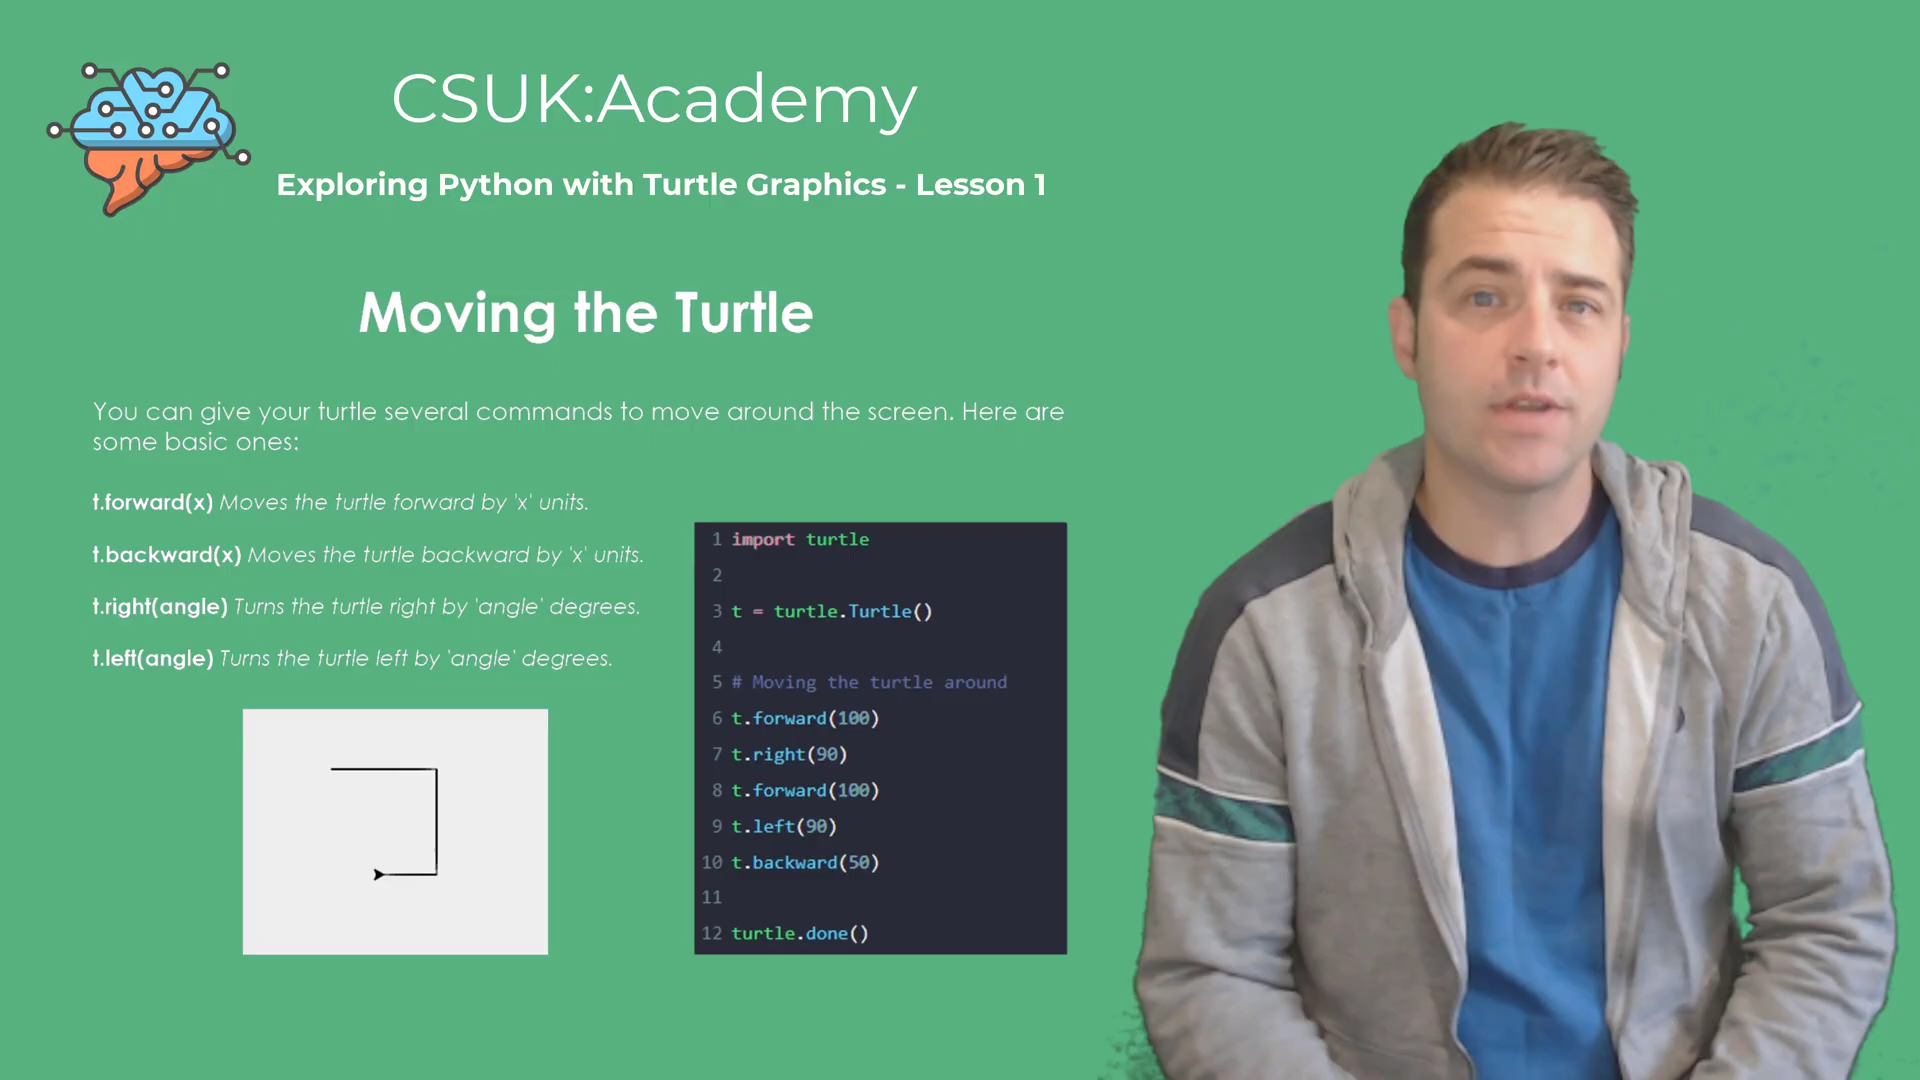 CSUK:Academy
Exploring Python with Turtle Graphics - Lesson 1
Moving the Turtle
You can give your turtle several commands to move around the screen. Here are
some basic ones:
t.forward(x) Moves the turtle forward by 'x' units.
t.backward(x) Moves the turtle backward by 'x' units.
t.right(angle) Turns the turtle right by 'angle' degrees.
t.left(angle) Turns the turtle left by 'angle' degrees.
1 import turtle
2
3 t = turtle.Turtle()
4
5 # Moving the turtle around
6 t.forward(100)
7 t.right(90)
8 t.forward(100)
9 t.left(90)
10 t.backward(50)
11
12 turtle.done()